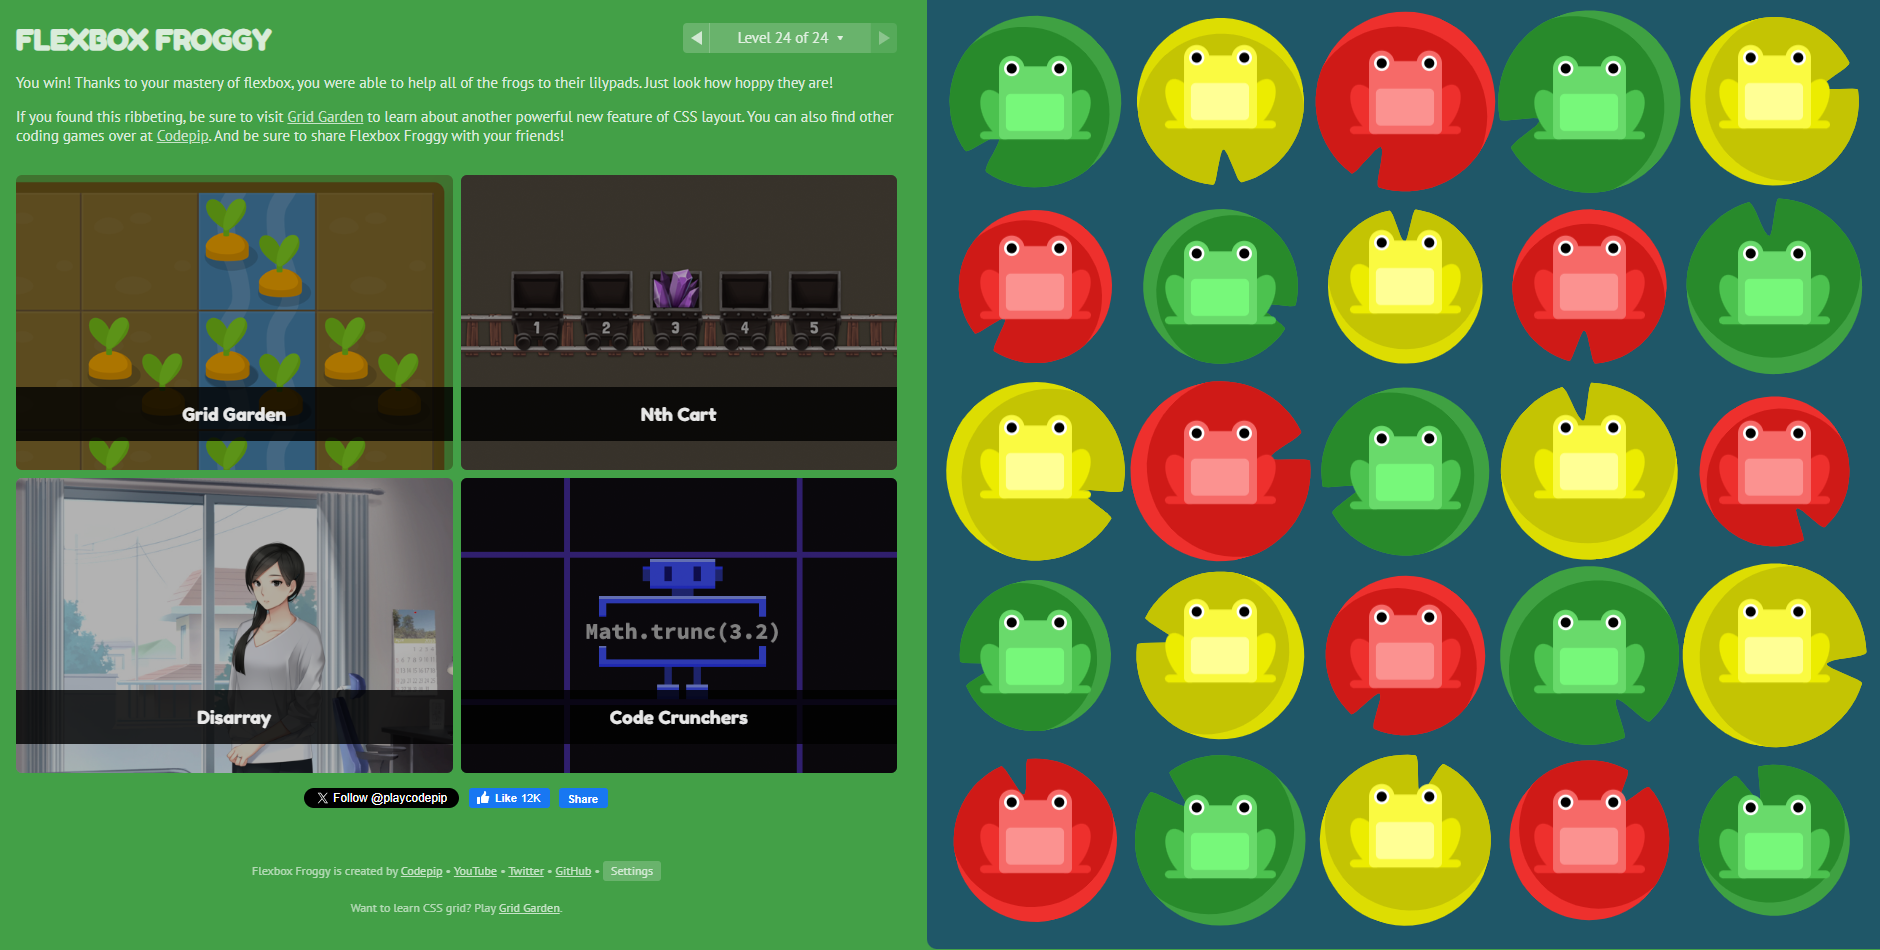 FLEXBOX FROGGY
Level 24 of 24
You win! Thanks to your mastery of flexbox, you were able to help all of the frogs to their lilypads. Just look how hoppy they are!
If you found this ribbeting, be sure to visit Grid Garden to learn about another powerful new feature of CSS layout. You can also find other
coding games over at Codepip. And be sure to share Flexbox Froggy with your friends!
1 2 3 4 5
Grid Garden
Nth Cart
Math.trunc(3.2)
Disarray
Code Crunchers
Follow @playcodepip
Like 12K
Share
Flexbox Froggy is created by Codepip • YouTube • Twitter • GitHub • Settings
Want to learn CSS grid? Play Grid Garden.